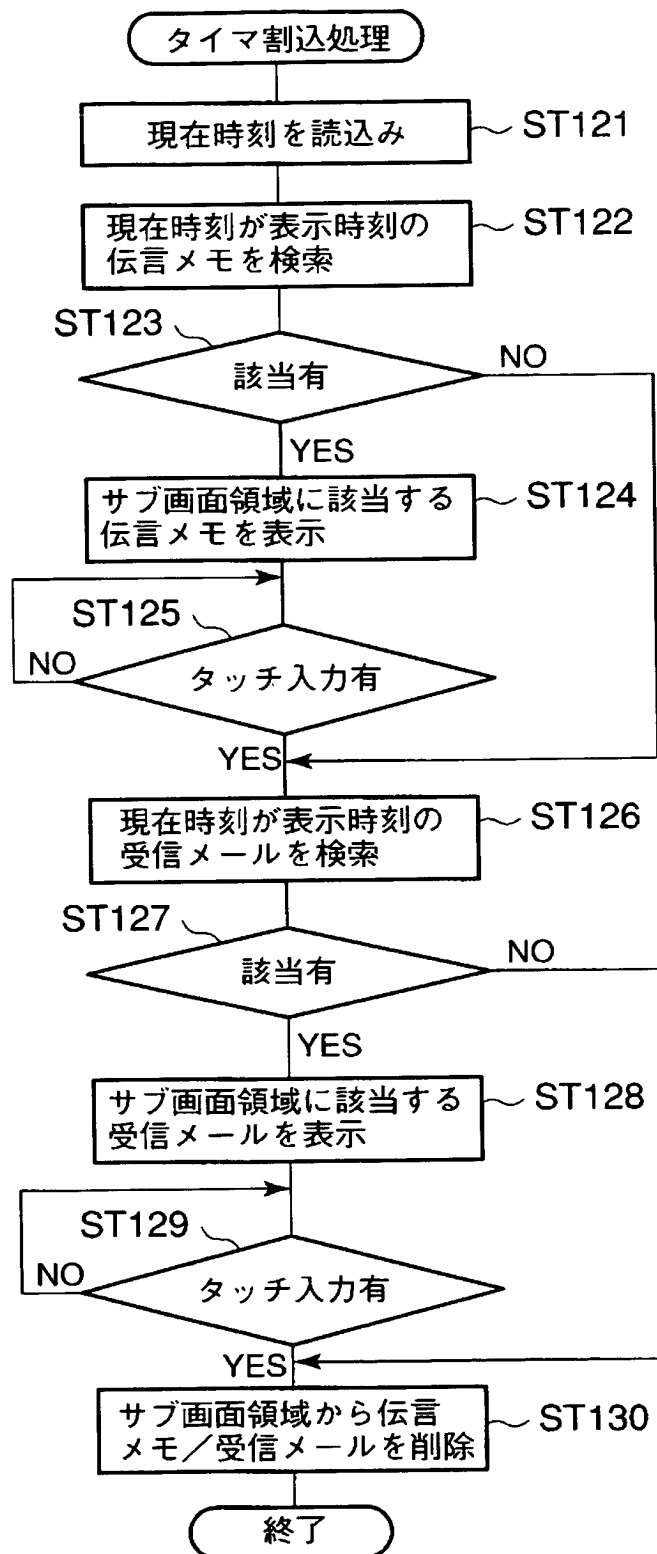 タイマ割込処理
現在時刻を読込み
ST121
現在時刻が表示時刻の
伝言メモを検索
ST122
ST123
該当有
NO
YES
サブ画面領域に該当する
伝言メモを表示
ST124
ST125
タッチ入力有
NO
YES
現在時刻が表示時刻の
受信メールを検索
ST126
ST127
該当有
NO
YES
サブ画面領域に該当する
受信メールを表示
ST128
ST129
タッチ入力有
NO
YES
サブ画面領域から伝言
メモ/受信メールを削除
ST130
終了